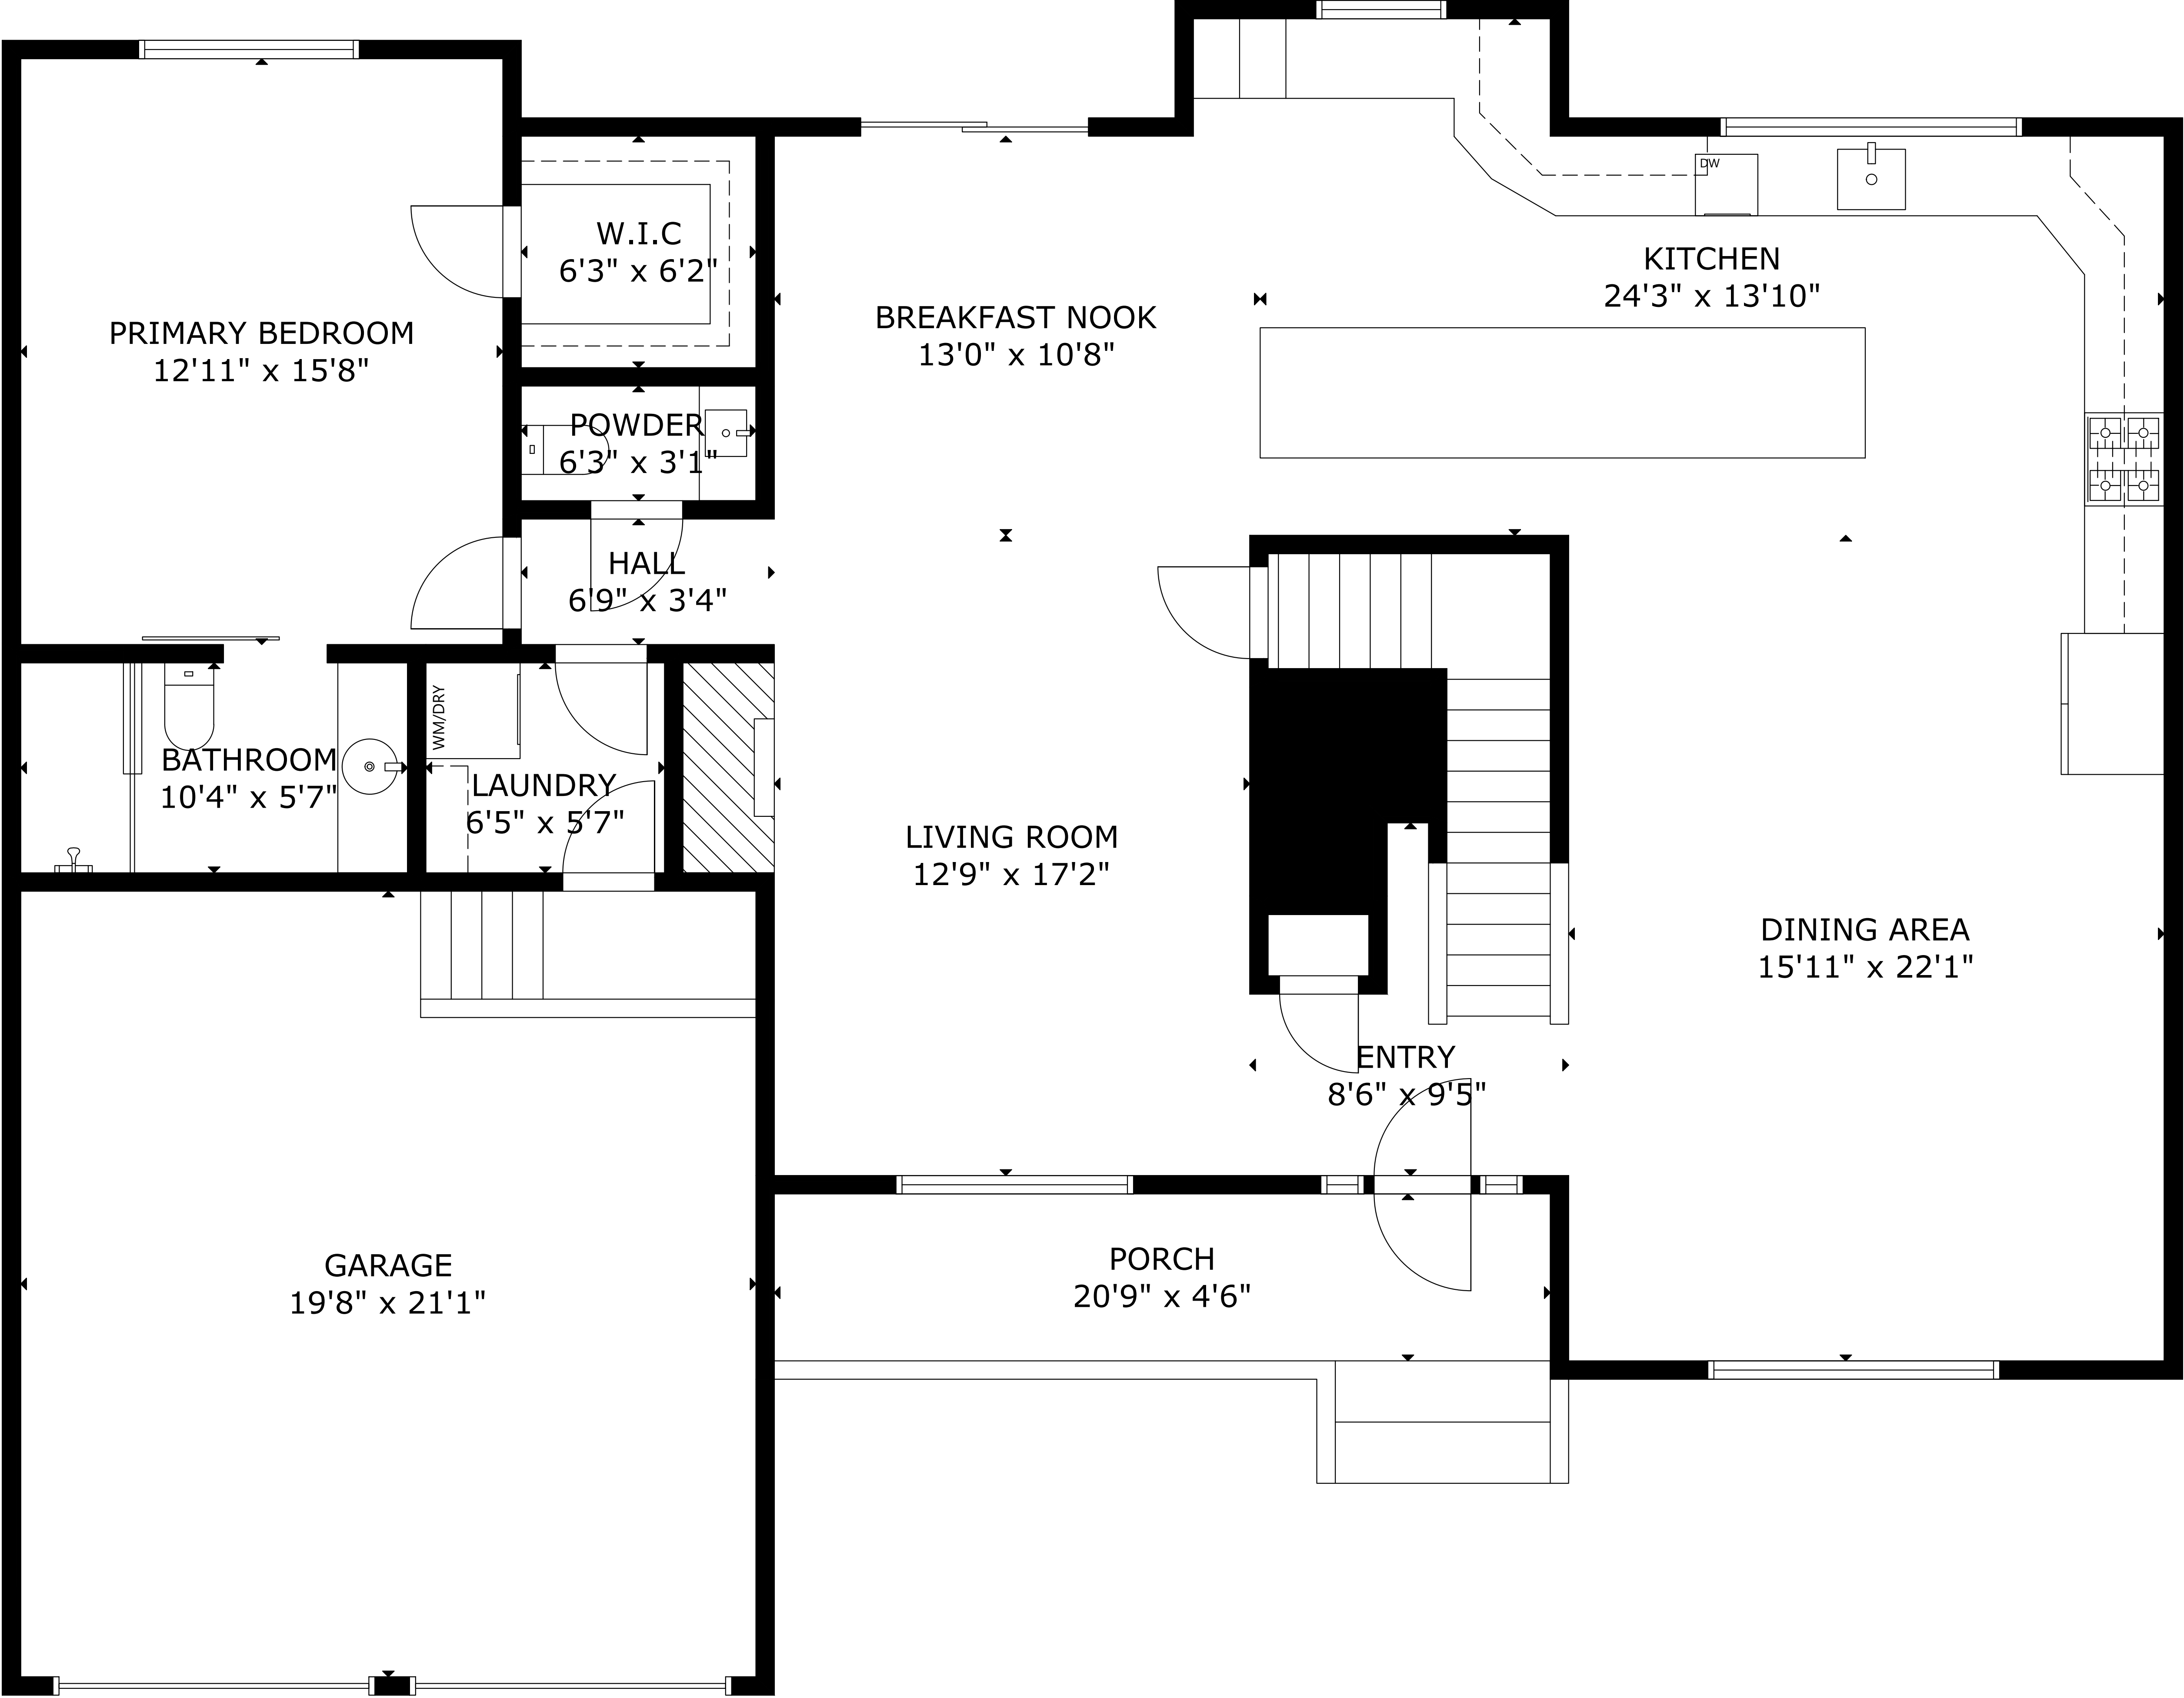 DW
W.I.C
6'3" x 6'2"
KITCHEN
24'3" x 13'10"
BREAKFAST NOOK
13'0" x 10'8"
PRIMARY BEDROOM
12'11" x 15'8"
POWDER
6'3" x 3'1"
HALL
6'9" x 3'4"
WM/DRY
BATHROOM
10'4" x 5'7"
LAUNDRY
6'5" x 5'7"
LIVING ROOM
12'9" x 17'2"
DINING AREA
15'11" x 22'1"
ENTRY
8'6" x 9'5"
GARAGE
19'8" x 21'1"
PORCH
20'9" x 4'6"